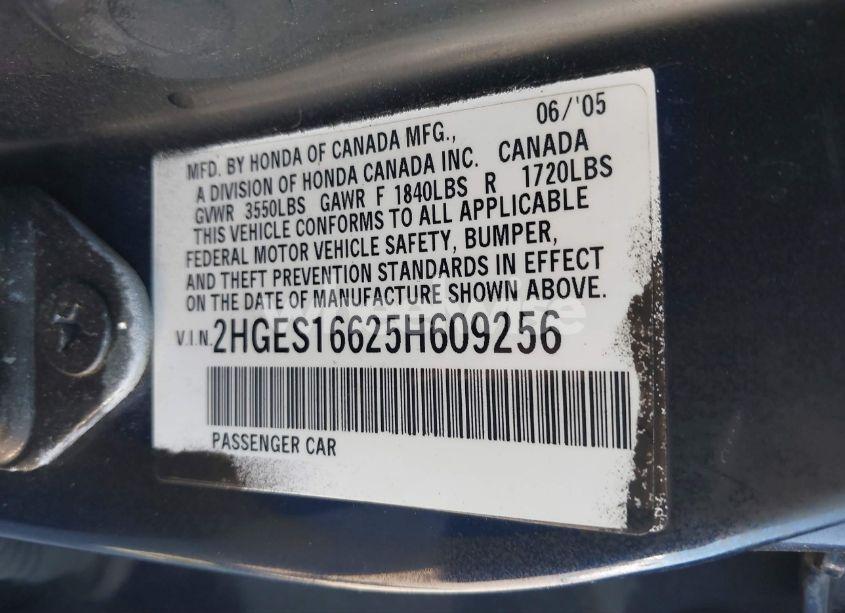 06/'05
MFD. BY HONDA OF CANADA MFG.,
A DIVISION OF HONDA CANADA INC. CANADA
GVWR 3550LBS GAWR F 1840LBS R 1720LBS
THIS VEHICLE CONFORMS TO ALL APPLICABLE
FEDERAL MOTOR VEHICLE SAFETY, BUMPER,
AND THEFT PREVENTION STANDARDS IN EFFECT
ON THE DATE OF MANUFACTURE SHOWN ABOVE.
V.I.N. 2HGES16625H609256
PASSENGER CAR